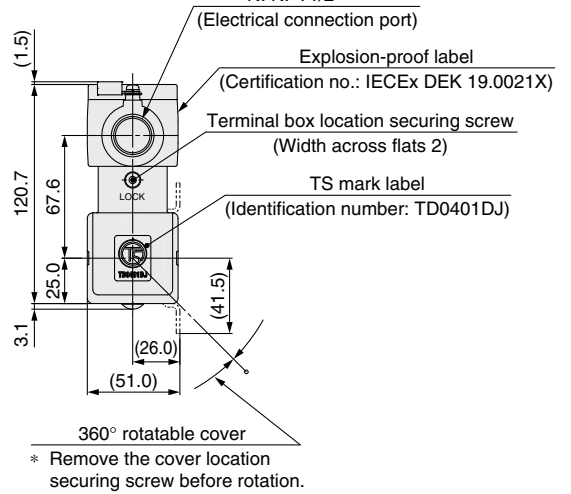 (Electrical connection port)
Explosion-proof label
(Certification no.: IECEx DEK 19.0021X)
Terminal box location securing screw
(Width across flats 2)
TS mark label
(Identification number: TD0401DJ)
LOCK
TD0401DJ
(1.5)
120.7
67.6
25.0
3.1
(41.5)
(26.0)
(51.0)
360° rotatable cover
* Remove the cover location
securing screw before rotation.